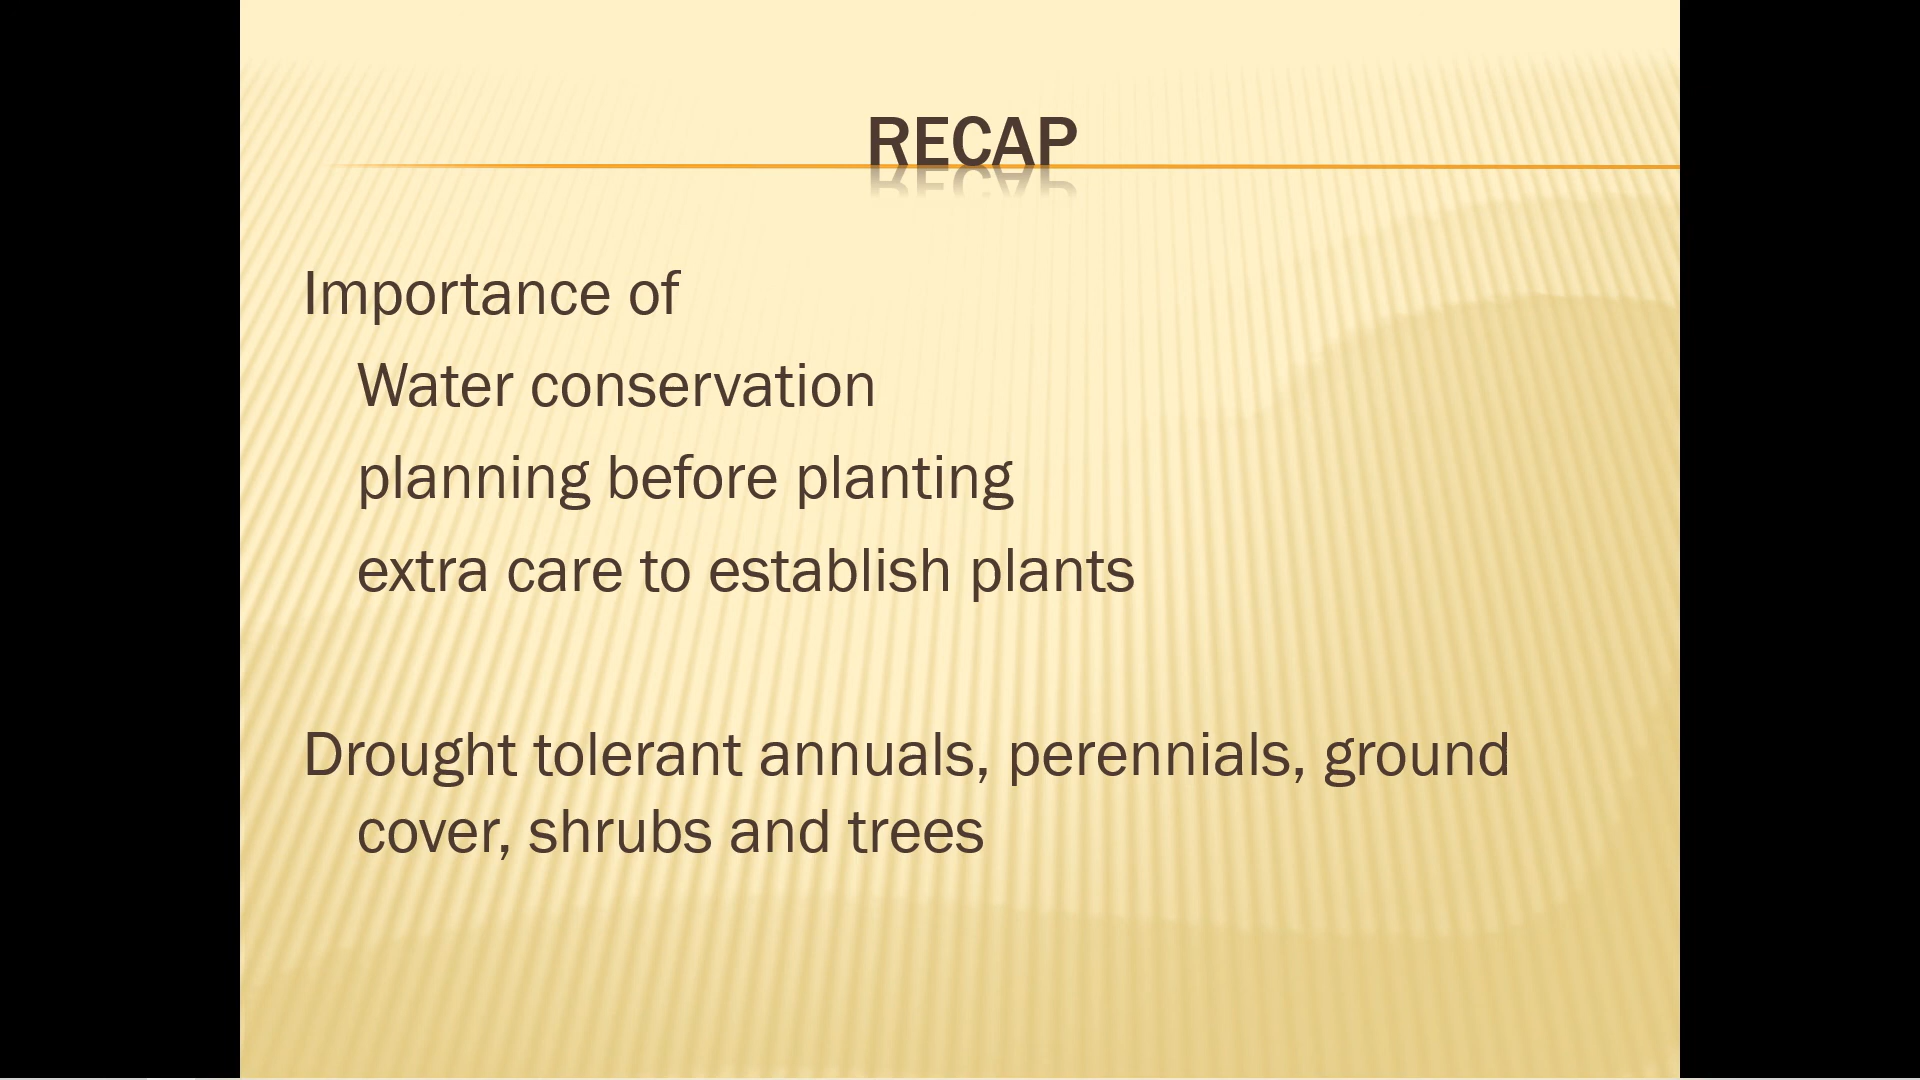 RECAP
Importance of
Water conservation
planning before planting
extra care to establish plants
Drought tolerant annuals, perennials, ground
cover, shrubs and trees